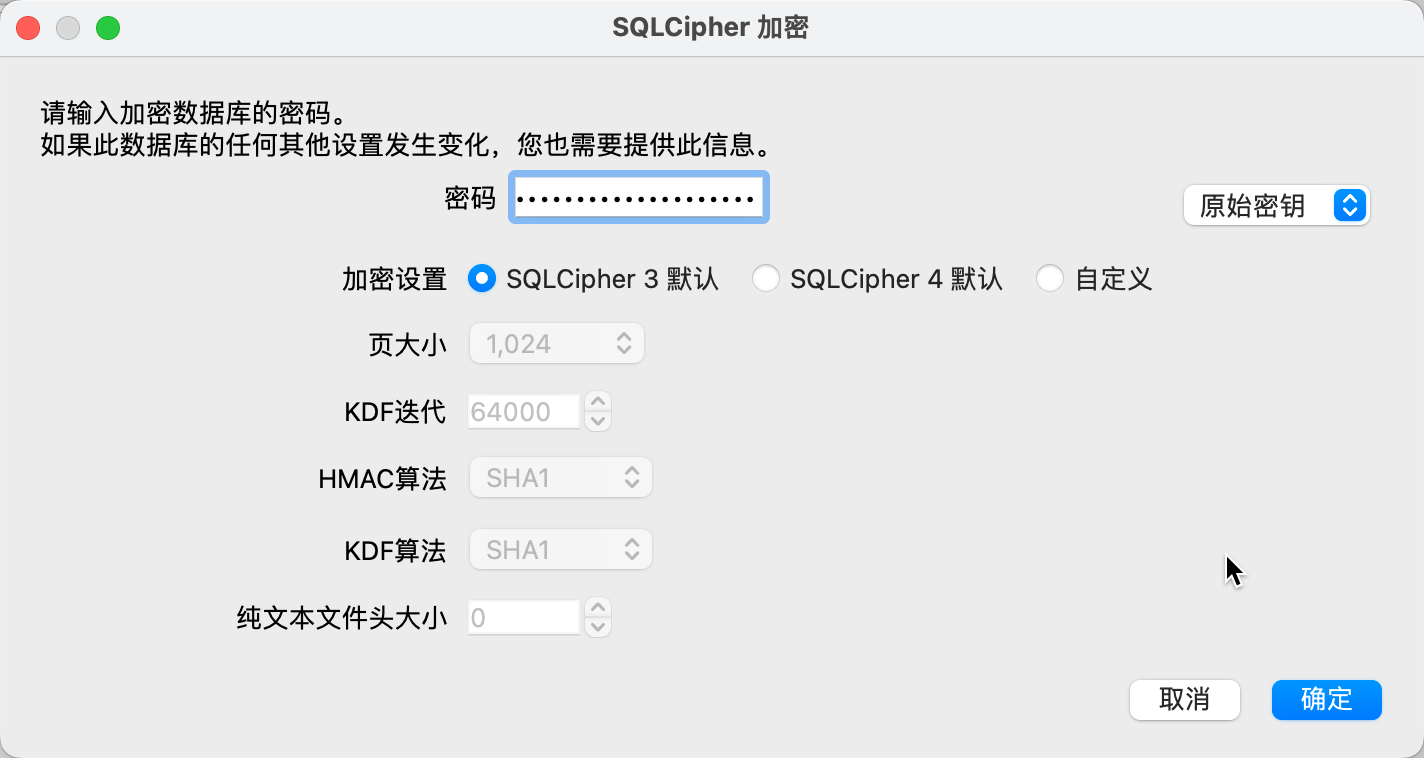 SQLCipher 加密
请输入加密数据库的密码。
如果此数据库的任何其他设置发生变化，您也需要提供此信息。
密码 •••••••••••••••••••• 原始密钥
加密设置 SQLCipher 3 默认 SQLCipher 4 默认 自定义
页大小 1,024
KDF迭代 64000
HMAC算法 SHA1
KDF算法 SHA1
纯文本文件头大小 0
取消 确定